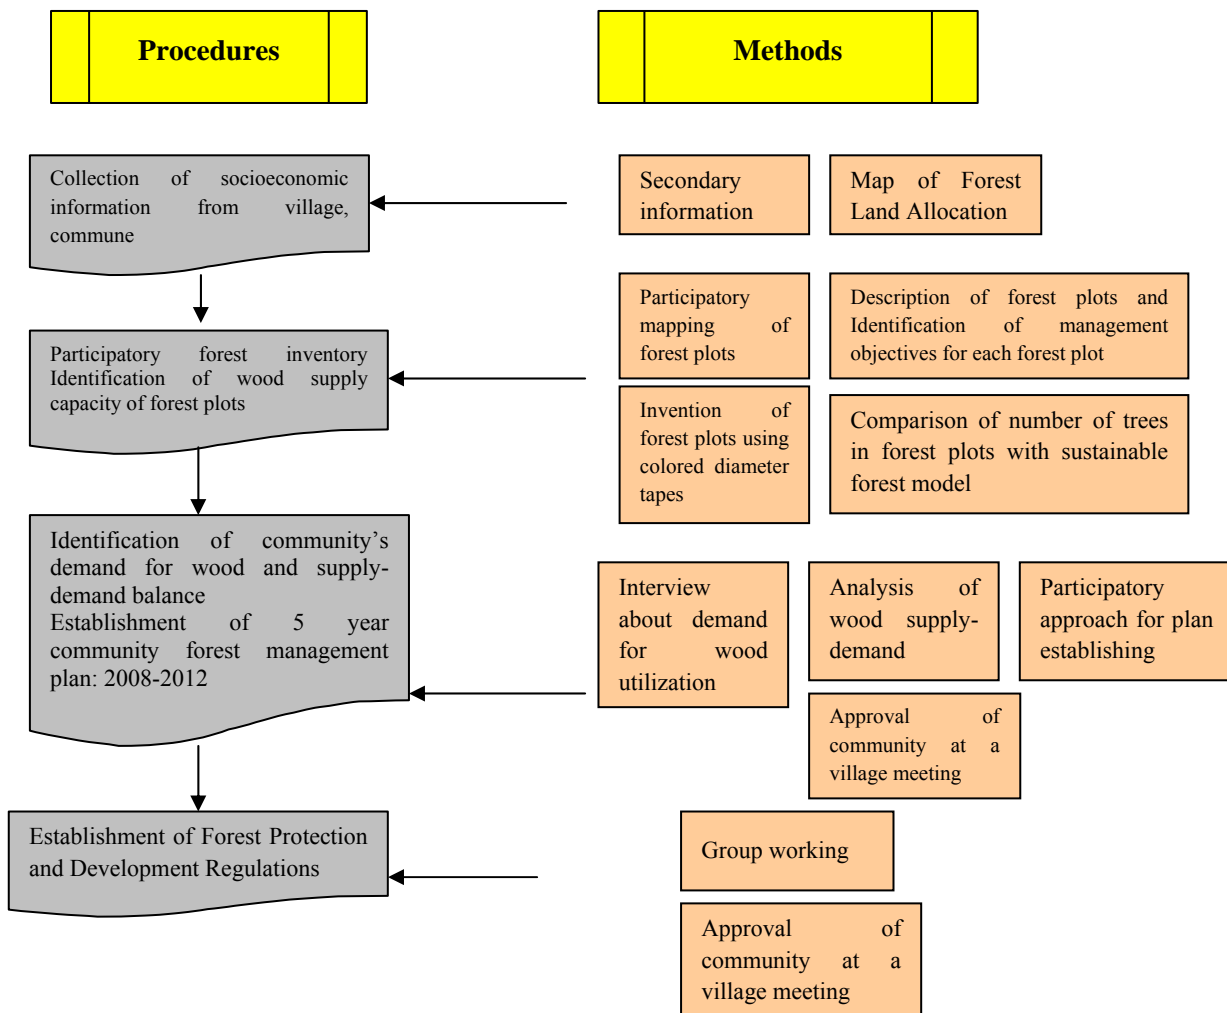 Procedures
Methods
Collection of socioeconomic
information from village,
commune
Secondary
information
Map of Forest
Land Allocation
Participatory forest inventory
Identification of wood supply
capacity of forest plots
Participatory
mapping of
forest plots
Description of forest plots and
Identification of management
objectives for each forest plot
Invention of
forest plots using
colored diameter
tapes
Comparison of number of trees
in forest plots with sustainable
forest model
Identification of community’s
demand for wood and supply-
demand balance
Establishment of 5 year
community forest management
plan: 2008-2012
Interview
about demand
for wood
utilization
Analysis of
wood supply-
demand
Participatory
approach for plan
establishing
Approval of
community at a
village meeting
Establishment of Forest Protection
and Development Regulations
Group working
Approval of
community at a
village meeting